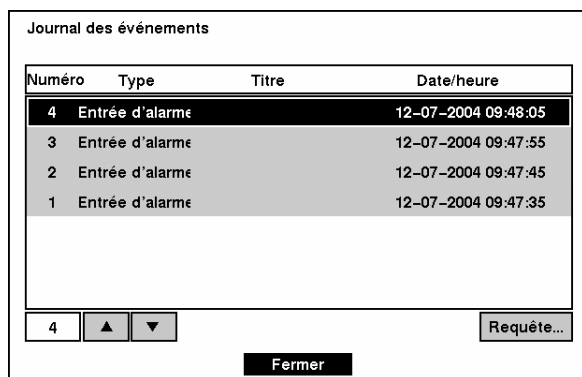 Journal des événements
Numéro Type Titre Date/heure
4 Entrée d'alarme 12-07-2004 09:48:05
3 Entrée d'alarme 12-07-2004 09:47:55
2 Entrée d'alarme 12-07-2004 09:47:45
1 Entrée d'alarme 12-07-2004 09:47:35
4 ▲ ▼ Requête...
Fermer